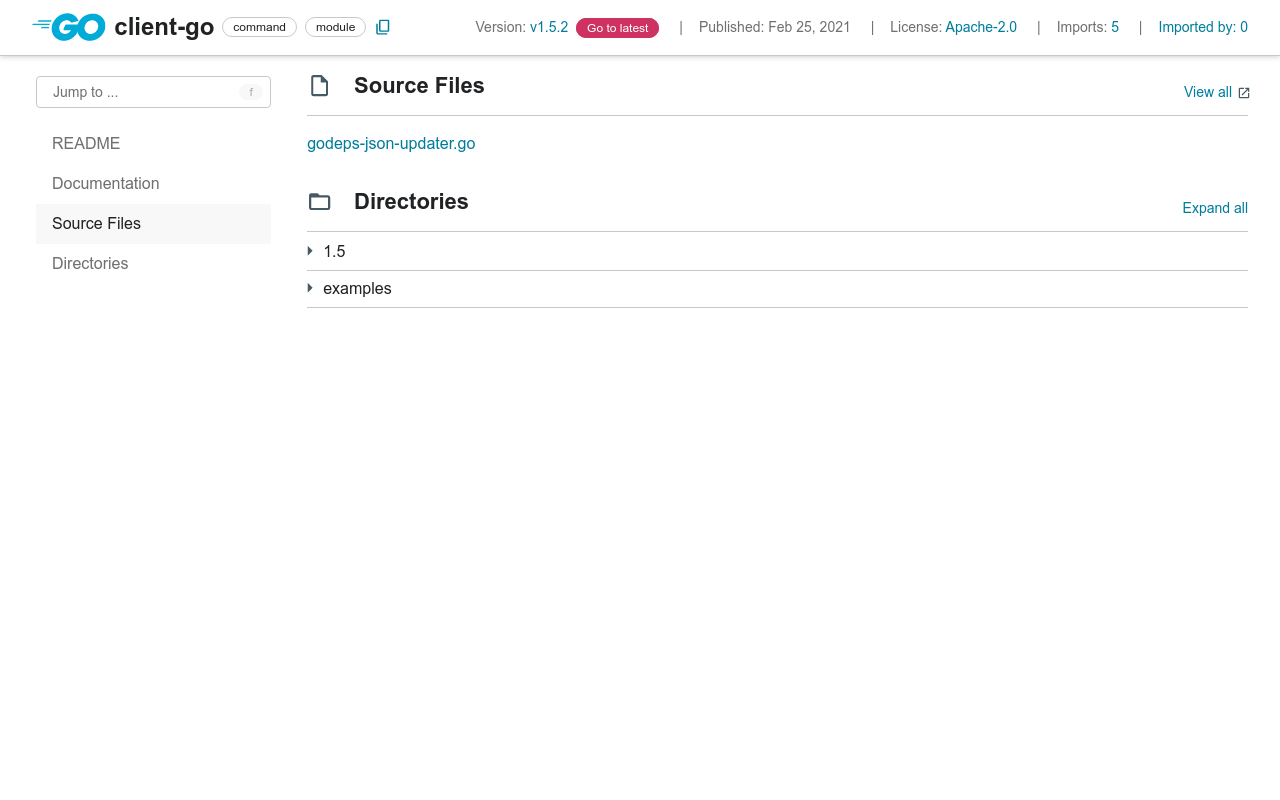 GO client-go command module Version: v1.5.2 Go to latest | Published: Feb 25, 2021 | License: Apache-2.0 | Imports: 5 | Imported by: 0
Jump to ... f
README
Documentation
Source Files
Directories
Source Files View all
godeps-json-updater.go
Directories Expand all
1.5
examples